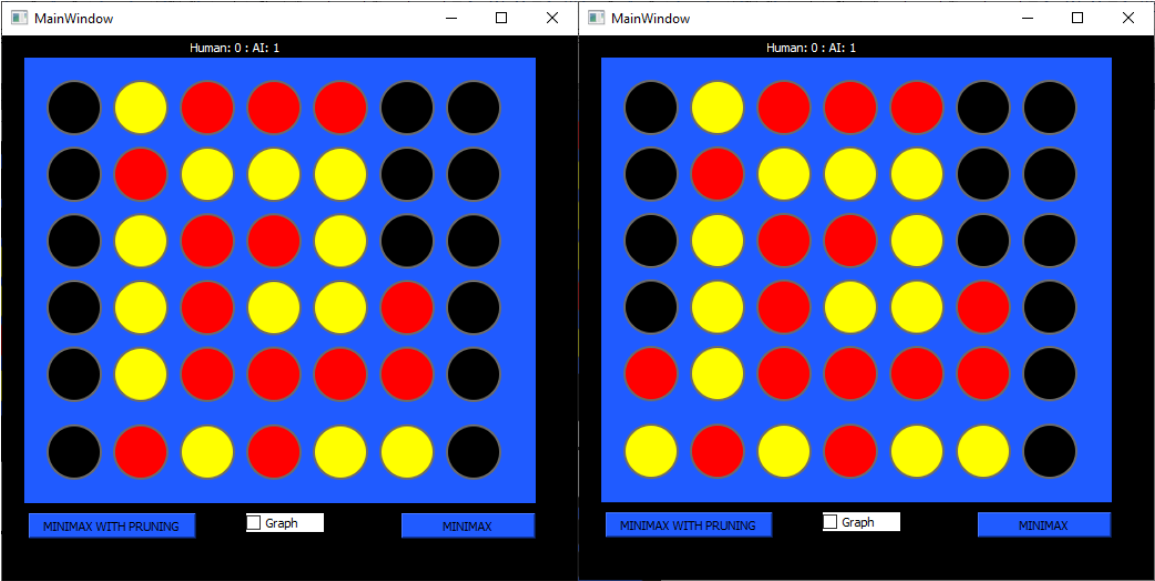 MainWindow
Human: 0 : AI: 1
MINIMAX WITH PRUNING
Graph
MINIMAX
MainWindow
Human: 0 : AI: 1
MINIMAX WITH PRUNING
Graph
MINIMAX